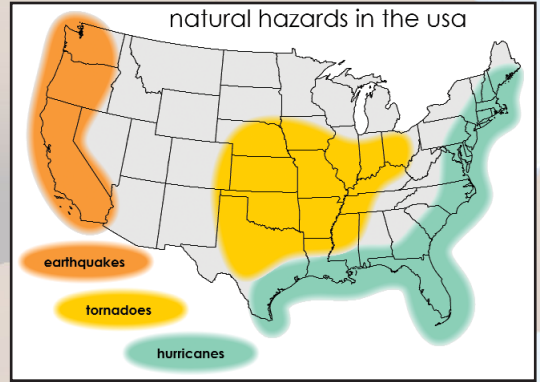 natural hazards in the usa
earthquakes
tornadoes
hurricanes